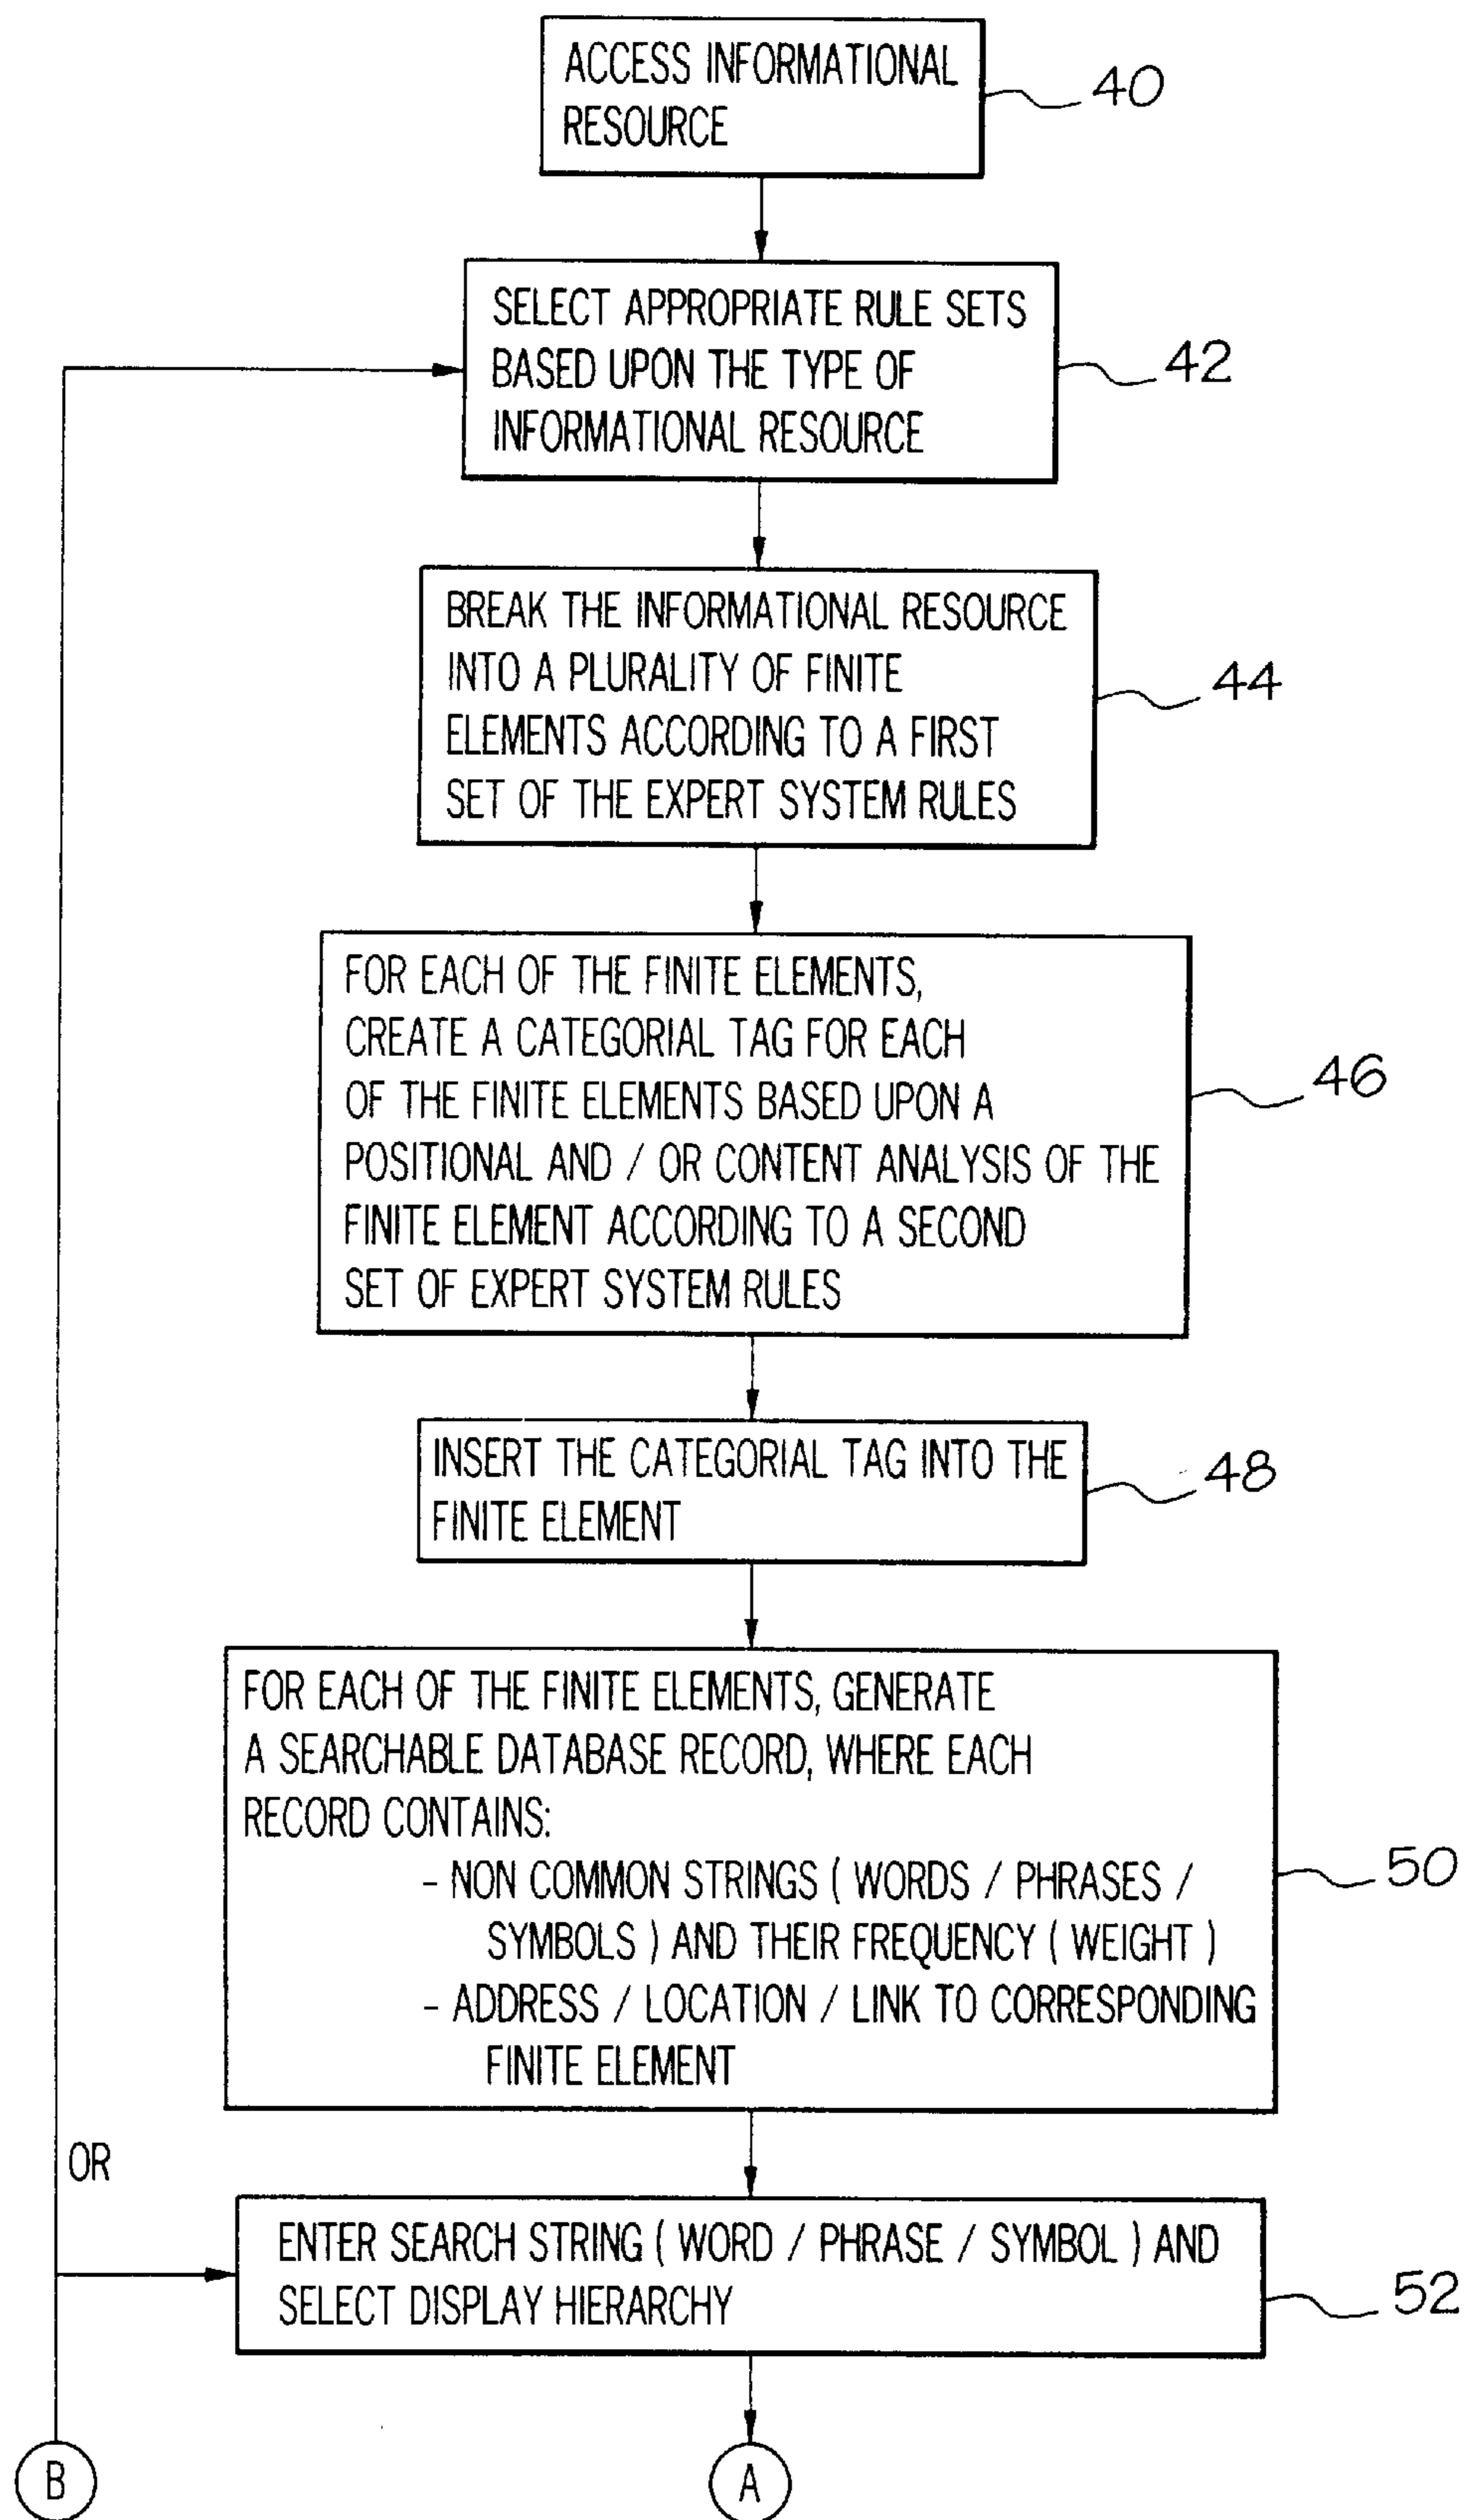 ACCESS INFORMATIONAL
RESOURCE
40
SELECT APPROPRIATE RULE SETS
BASED UPON THE TYPE OF
INFORMATIONAL RESOURCE
42
BREAK THE INFORMATIONAL RESOURCE
INTO A PLURALITY OF FINITE
ELEMENTS ACCORDING TO A FIRST
SET OF THE EXPERT SYSTEM RULES
44
FOR EACH OF THE FINITE ELEMENTS,
CREATE A CATEGORIAL TAG FOR EACH
OF THE FINITE ELEMENTS BASED UPON A
POSITIONAL AND / OR CONTENT ANALYSIS OF THE
FINITE ELEMENT ACCORDING TO A SECOND
SET OF EXPERT SYSTEM RULES
46
INSERT THE CATEGORIAL TAG INTO THE
FINITE ELEMENT
48
FOR EACH OF THE FINITE ELEMENTS, GENERATE
A SEARCHABLE DATABASE RECORD, WHERE EACH
RECORD CONTAINS:
- NON COMMON STRINGS ( WORDS / PHRASES /
SYMBOLS ) AND THEIR FREQUENCY ( WEIGHT )
- ADDRESS / LOCATION / LINK TO CORRESPONDING
FINITE ELEMENT
50
OR
ENTER SEARCH STRING ( WORD / PHRASE / SYMBOL ) AND
SELECT DISPLAY HIERARCHY
52
B
A